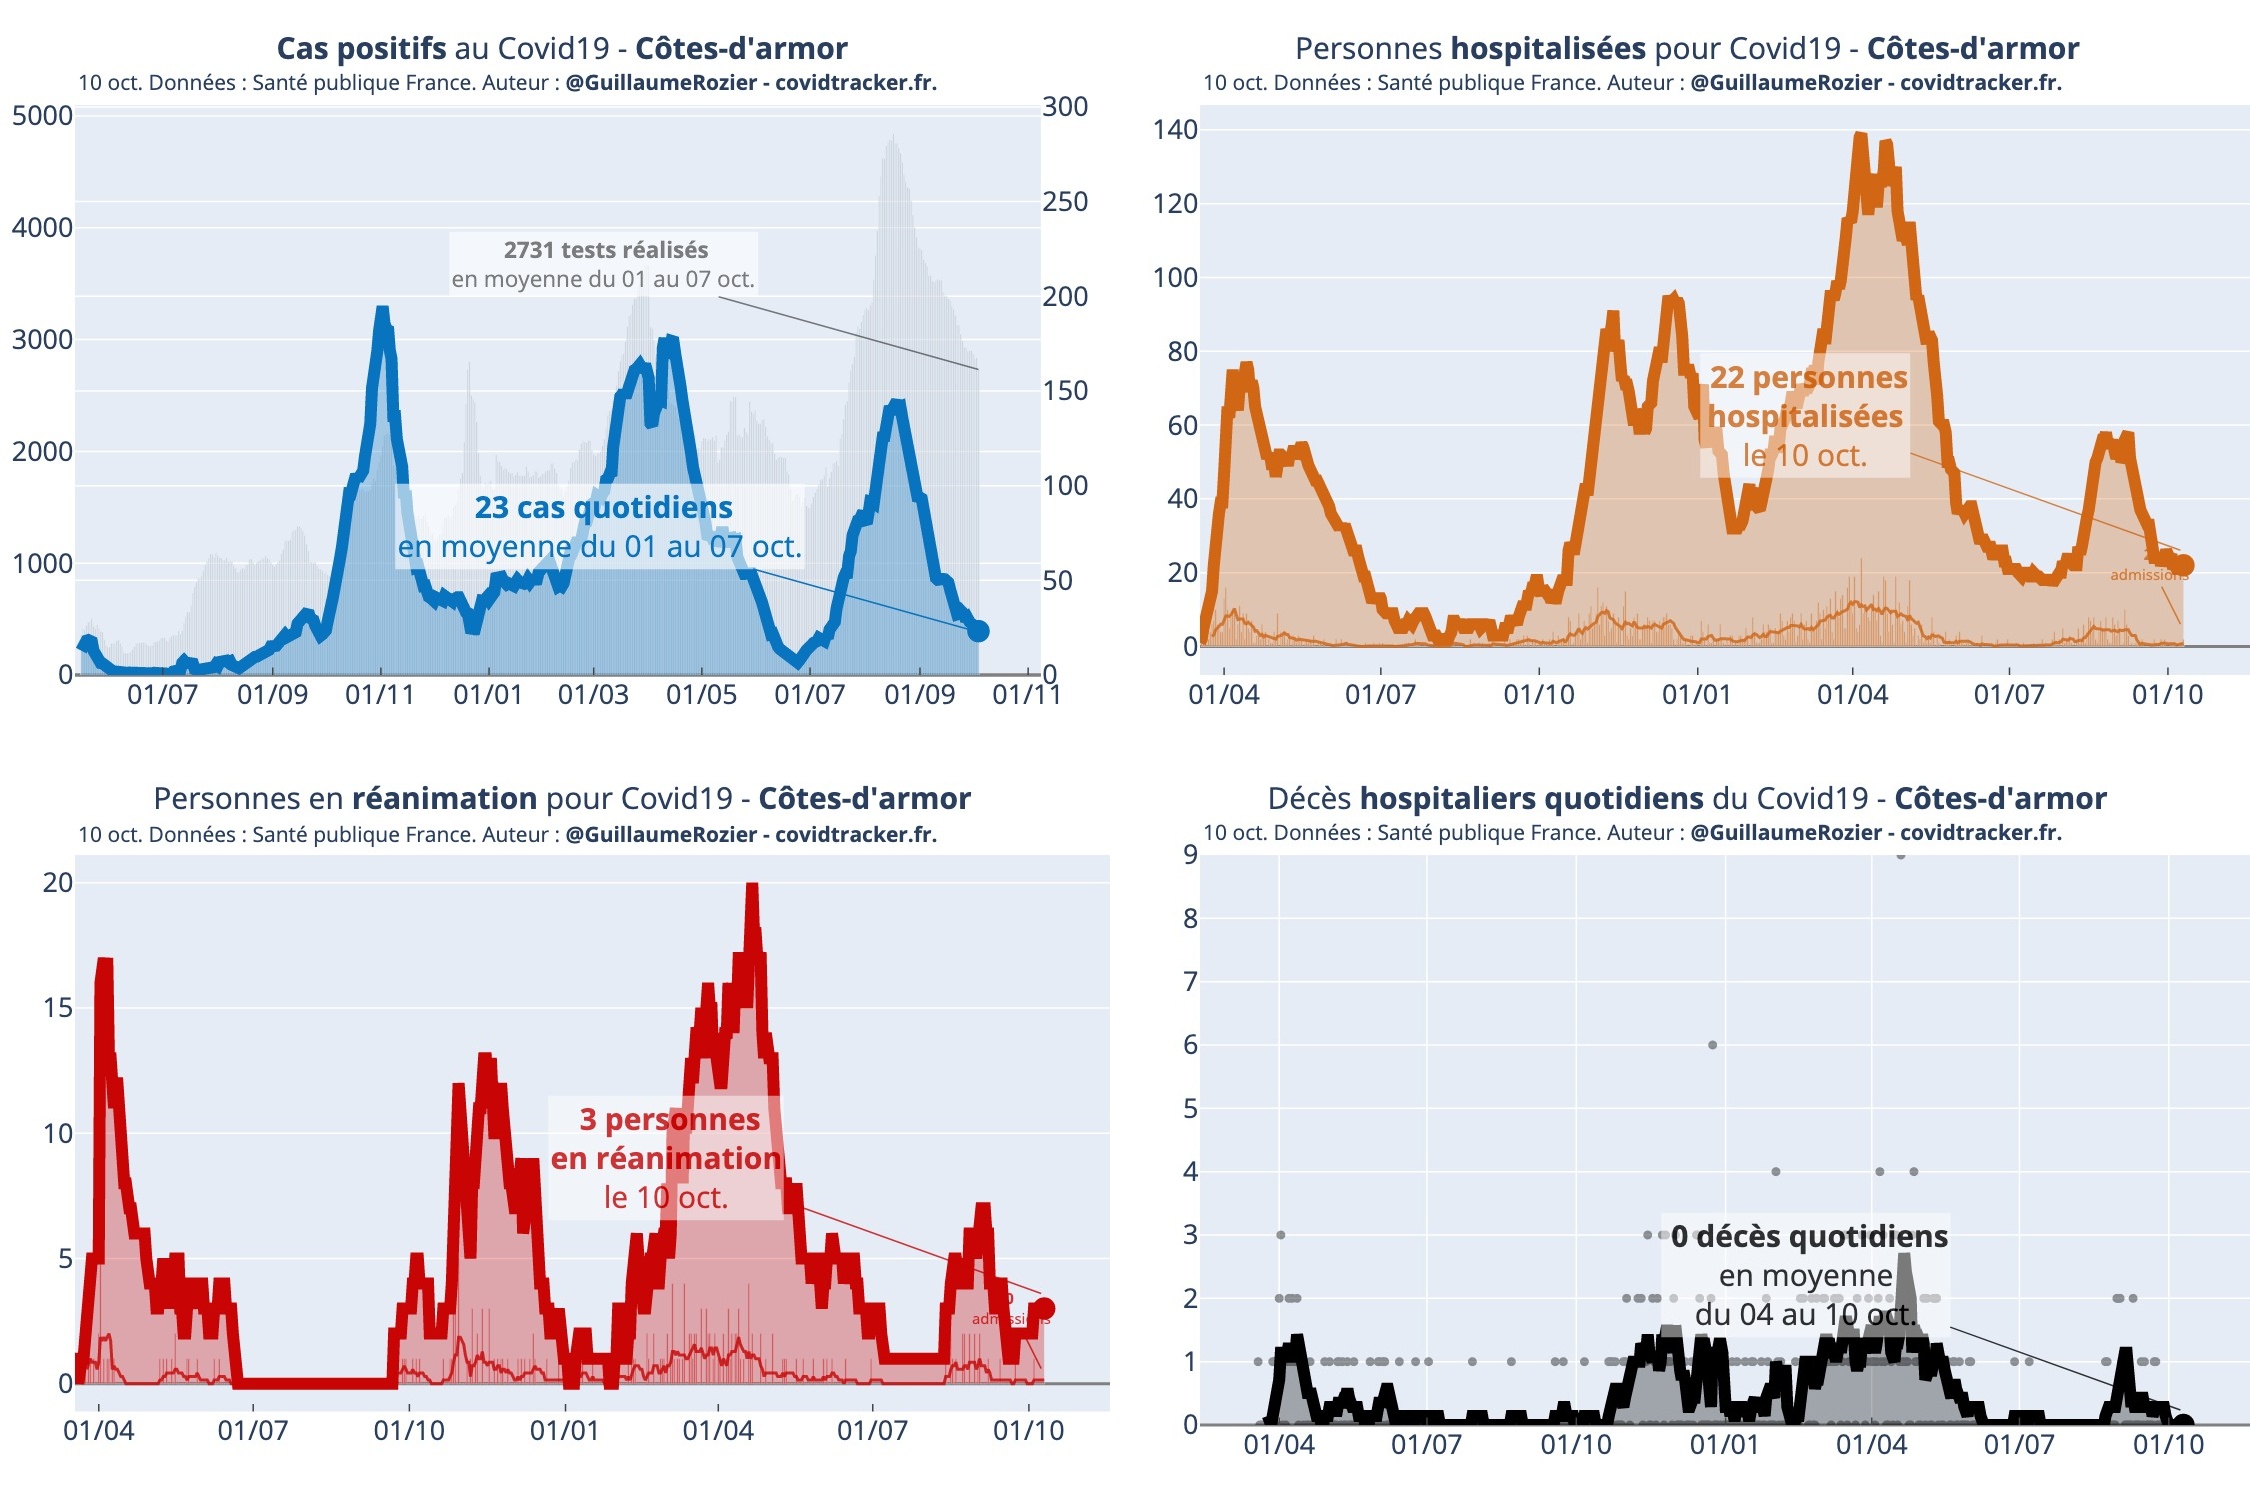 Cas positifs au Covid19 - Côtes-d'armor
10 oct. Données : Santé publique France. Auteur : @GuillaumeRozier - covidtracker.fr.
5000
4000
3000
2000
1000
0
300
250
200
150
100
50
0
2731 tests réalisés
en moyenne du 01 au 07 oct.
23 cas quotidiens
en moyenne du 01 au 07 oct.
01/07 01/09 01/11 01/01 01/03 01/05 01/07 01/09 01/11
Personnes hospitalisées pour Covid19 - Côtes-d'armor
10 oct. Données : Santé publique France. Auteur : @GuillaumeRozier - covidtracker.fr.
140
120
100
80
60
40
20
0
22 personnes
hospitalisées
le 10 oct.
admissions
01/04 01/07 01/10 01/01 01/04 01/07 01/10
Personnes en réanimation pour Covid19 - Côtes-d'armor
10 oct. Données : Santé publique France. Auteur : @GuillaumeRozier - covidtracker.fr.
20
15
10
5
0
3 personnes
en réanimation
le 10 oct.
0
admissions
01/04 01/07 01/10 01/01 01/04 01/07 01/10
Décès hospitaliers quotidiens du Covid19 - Côtes-d'armor
10 oct. Données : Santé publique France. Auteur : @GuillaumeRozier - covidtracker.fr.
9
8
7
6
5
4
3
2
1
0
0 décès quotidiens
en moyenne
du 04 au 10 oct.
01/04 01/07 01/10 01/01 01/04 01/07 01/10